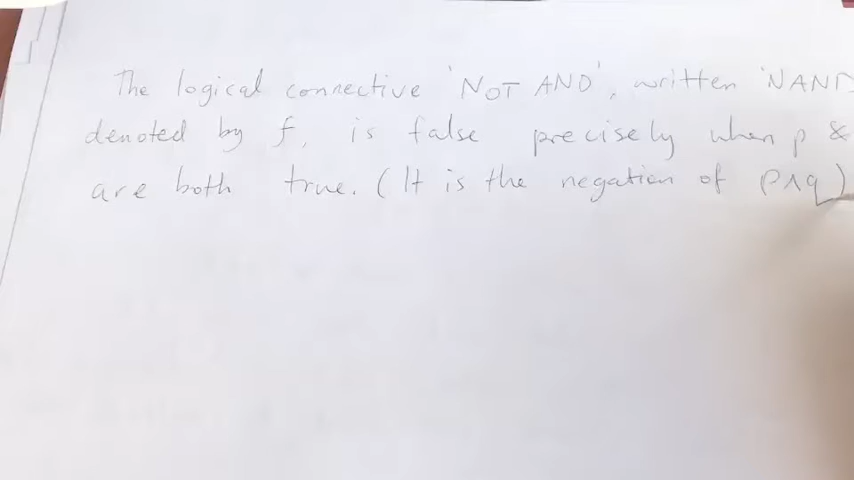 The logical connective 'NOT AND', written 'NAND
denoted by f, is false precisely when p &
are both true. (It is the negation of p∧q)